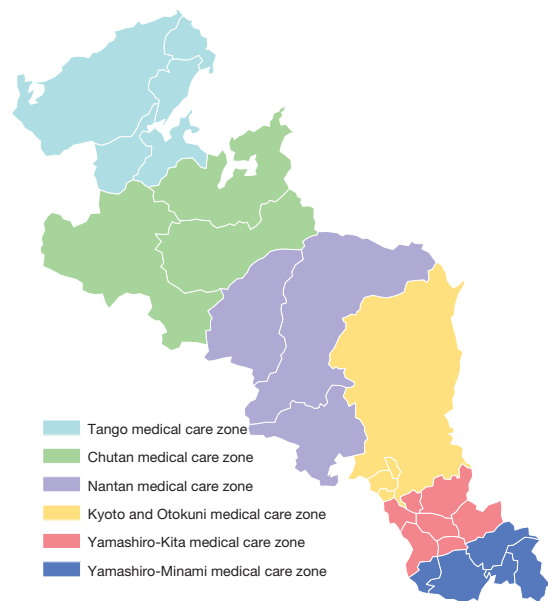 Tango medical care zone
Chutan medical care zone
Nantan medical care zone
Kyoto and Otokuni medical care zone
Yamashiro-Kita medical care zone
Yamashiro-Minami medical care zone